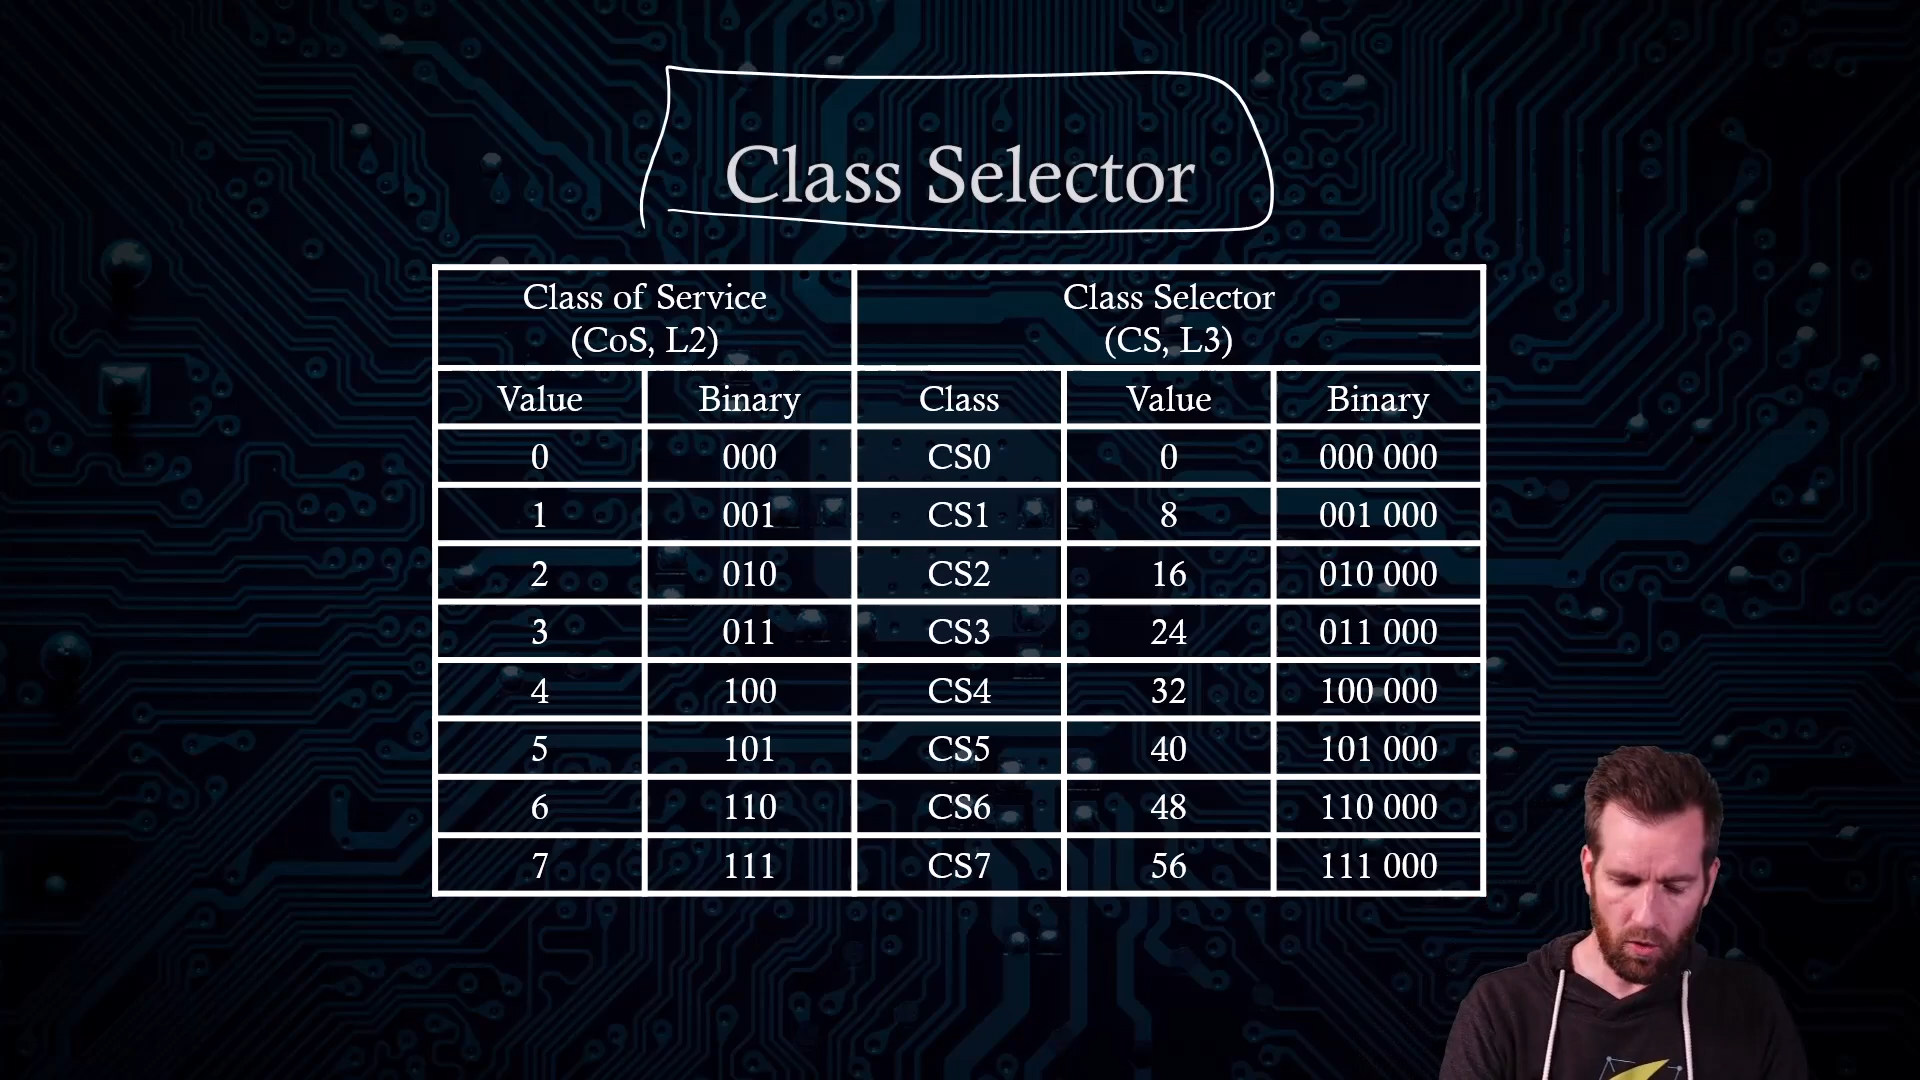 Class Selector
Class of Service Class Selector
(CoS, L2) (CS, L3)
Value Binary Class Value Binary
0 000 CS0 0 000 000
1 001 CS1 8 001 000
2 010 CS2 16 010 000
3 011 CS3 24 011 000
4 100 CS4 32 100 000
5 101 CS5 40 101 000
6 110 CS6 48 110 000
7 111 CS7 56 111 000